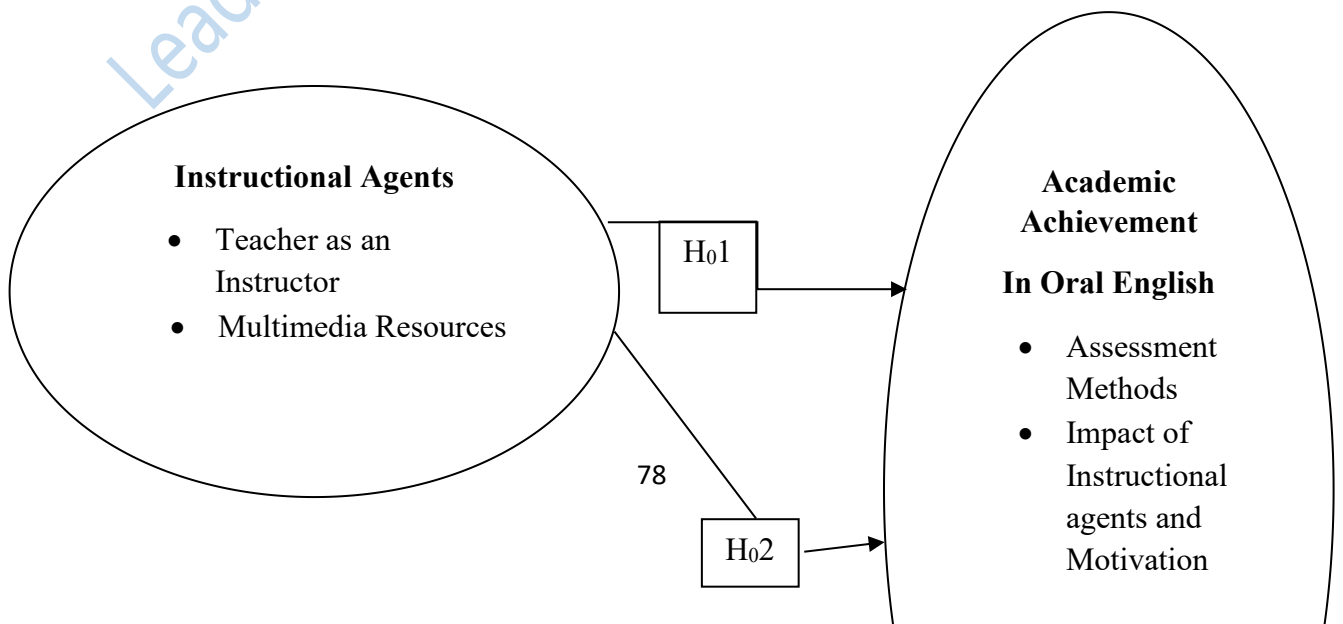 Instructional Agents
• Teacher as an
Instructor
• Multimedia Resources
H₀1
78
H₀2
Academic
Achievement
In Oral English
• Assessment
Methods
• Impact of
Instructional
agents and
Motivation